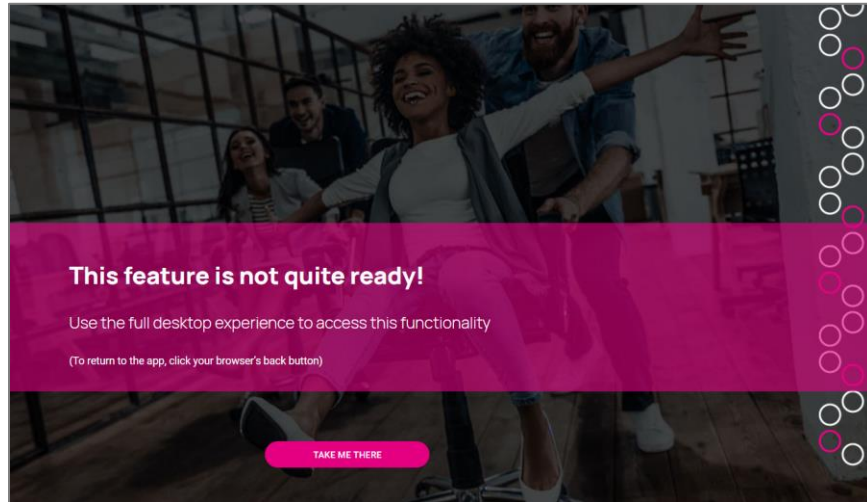 This feature is not quite ready!
Use the full desktop experience to access this functionality
(To return to the app, click your browser's back button)
TAKE ME THERE